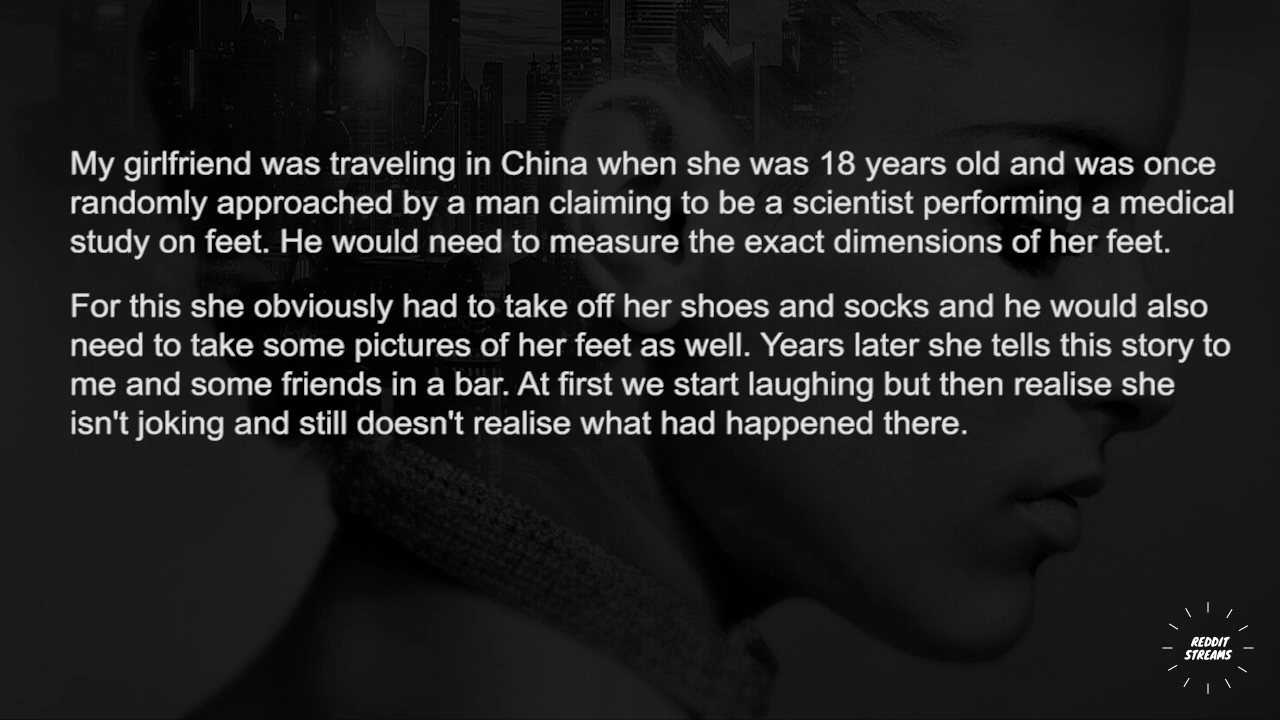 My girlfriend was traveling in China when she was 18 years old and was once
randomly approached by a man claiming to be a scientist performing a medical
study on feet. He would need to measure the exact dimensions of her feet.
For this she obviously had to take off her shoes and socks and he would also
need to take some pictures of her feet as well. Years later she tells this story to
me and some friends in a bar. At first we start laughing but then realise she
isn't joking and still doesn't realise what had happened there.
REDDIT
STREAMS